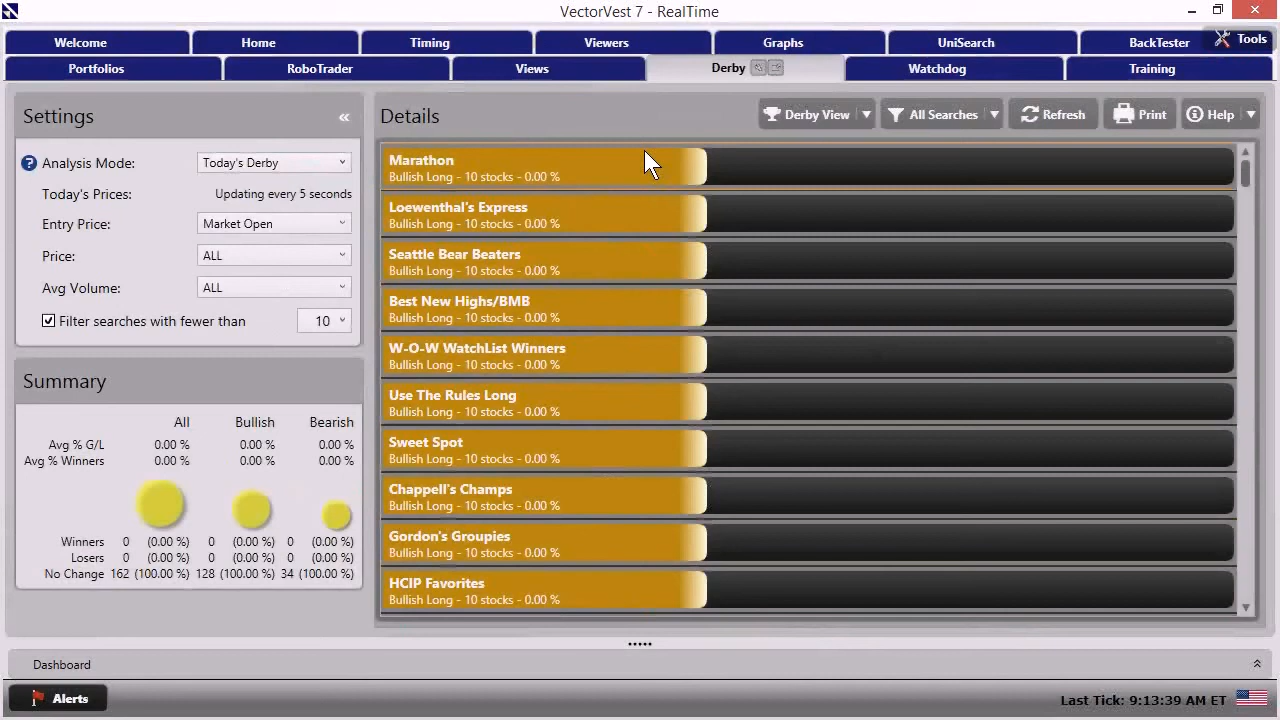 VectorVest 7 - RealTime
Welcome
Home
Timing
Viewers
Graphs
UniSearch
BackTester
Tools
Portfolios
RoboTrader
Views
Derby
Watchdog
Training
Settings
Analysis Mode: Today's Derby
Today's Prices: Updating every 5 seconds
Entry Price: Market Open
Price: ALL
Avg Volume: ALL
Filter searches with fewer than 10
Summary
All Bullish Bearish
Avg % G/L 0.00 % 0.00 % 0.00 %
Avg % Winners 0.00 % 0.00 % 0.00 %
Winners 0 (0.00 %) 0 (0.00 %) 0 (0.00 %)
Losers 0 (0.00 %) 0 (0.00 %) 0 (0.00 %)
No Change 162 (100.00 %) 128 (100.00 %) 34 (100.00 %)
Details
Derby View
All Searches
Refresh
Print
Help
Marathon
Bullish Long - 10 stocks - 0.00 %
Loewenthal's Express
Bullish Long - 10 stocks - 0.00 %
Seattle Bear Beaters
Bullish Long - 10 stocks - 0.00 %
Best New Highs/BMB
Bullish Long - 10 stocks - 0.00 %
W-O-W WatchList Winners
Bullish Long - 10 stocks - 0.00 %
Use The Rules Long
Bullish Long - 10 stocks - 0.00 %
Sweet Spot
Bullish Long - 10 stocks - 0.00 %
Chappell's Champs
Bullish Long - 10 stocks - 0.00 %
Gordon's Groupies
Bullish Long - 10 stocks - 0.00 %
HCIP Favorites
Bullish Long - 10 stocks - 0.00 %
Dashboard
Alerts
Last Tick: 9:13:39 AM ET